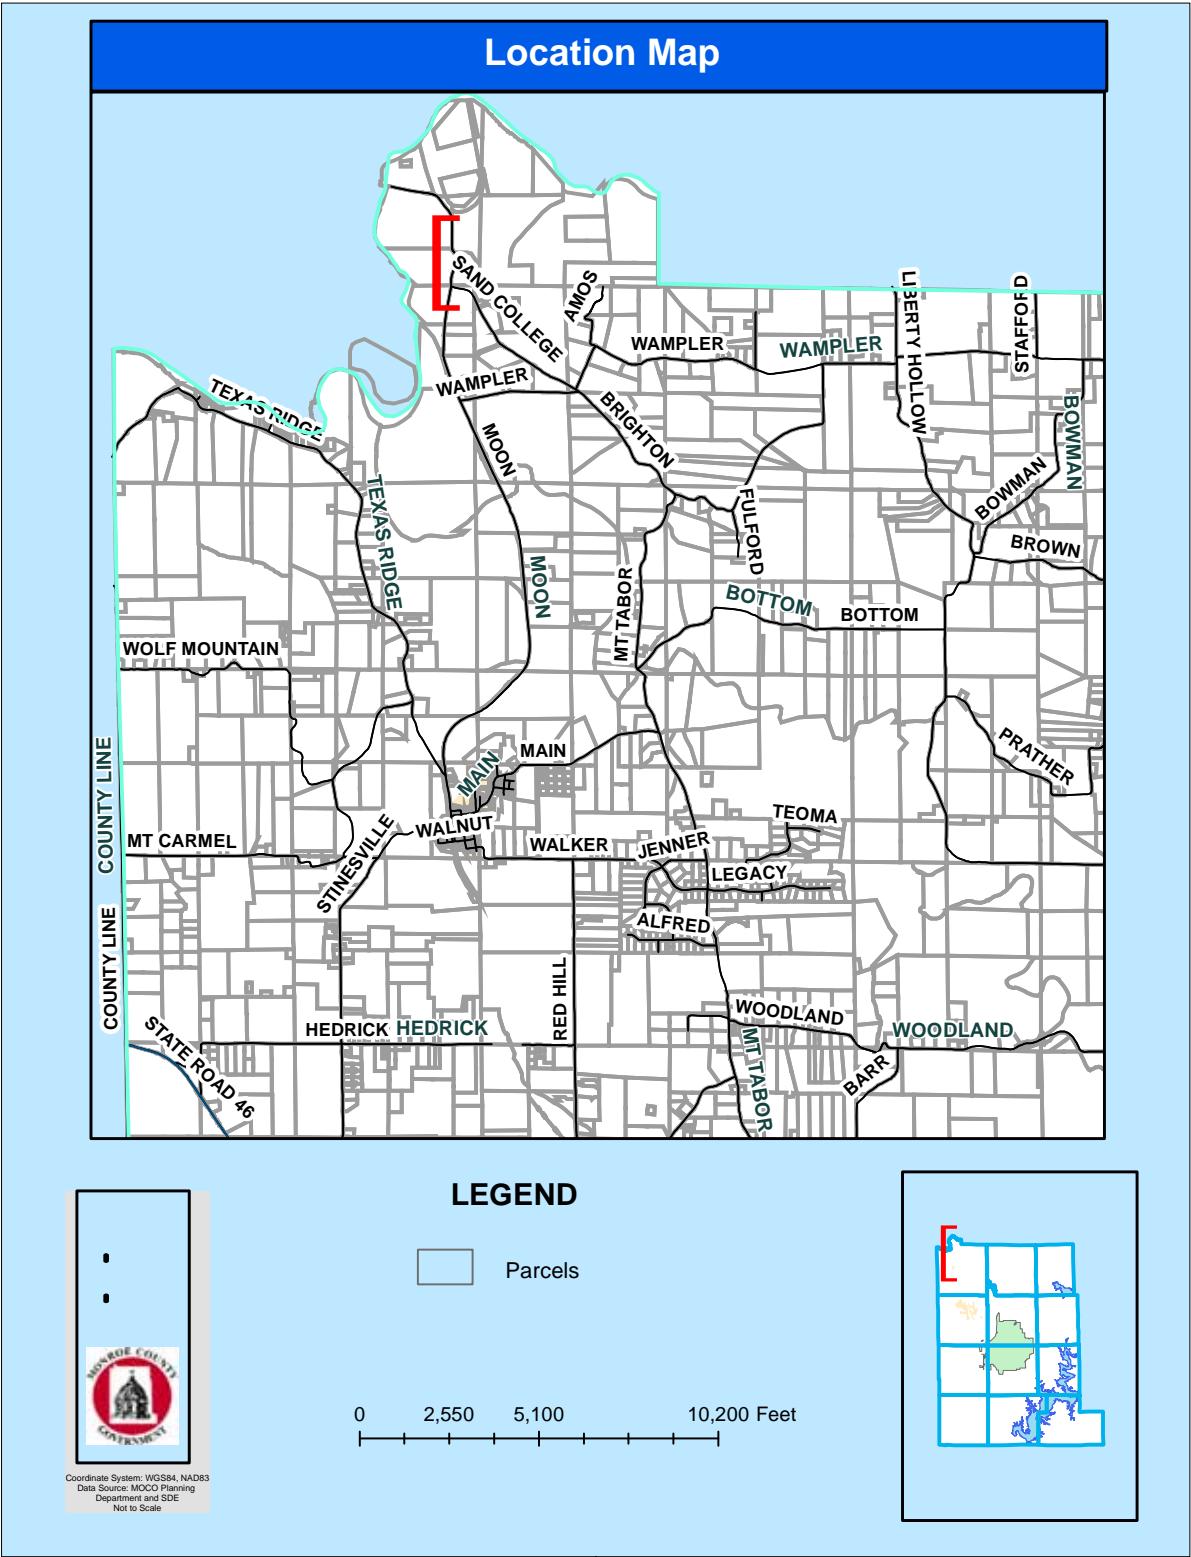 Location Map
SAND COLLEGE
AMOS
LIBERTY HOLLOW
STAFFORD
WAMPLER
WAMPLER
WAMPLER
TEXAS RIDGE
BRIGHTON
BOWMAN
MOON
TEXAS RIDGE
BOWMAN
FULFORD
BROWN
MOON
MT TABOR
BOTTOM
BOTTOM
WOLF MOUNTAIN
PRATHER
MAIN
MAIN
COUNTY LINE
TEOMA
WALNUT
MT CARMEL
WALKER
JENNER
STINESVILLE
LEGACY
ALFRED
COUNTY LINE
RED HILL
WOODLAND
HEDRICK
HEDRICK
WOODLAND
STATE ROAD 46
MT TABOR
BARR
LEGEND
Parcels
MONROE COUNTY
GOVERNMENT
0 2,550 5,100 10,200 Feet
Coordinate System: WGS84, NAD83
Data Source: MOCO Planning
Department and SDE
Not to Scale